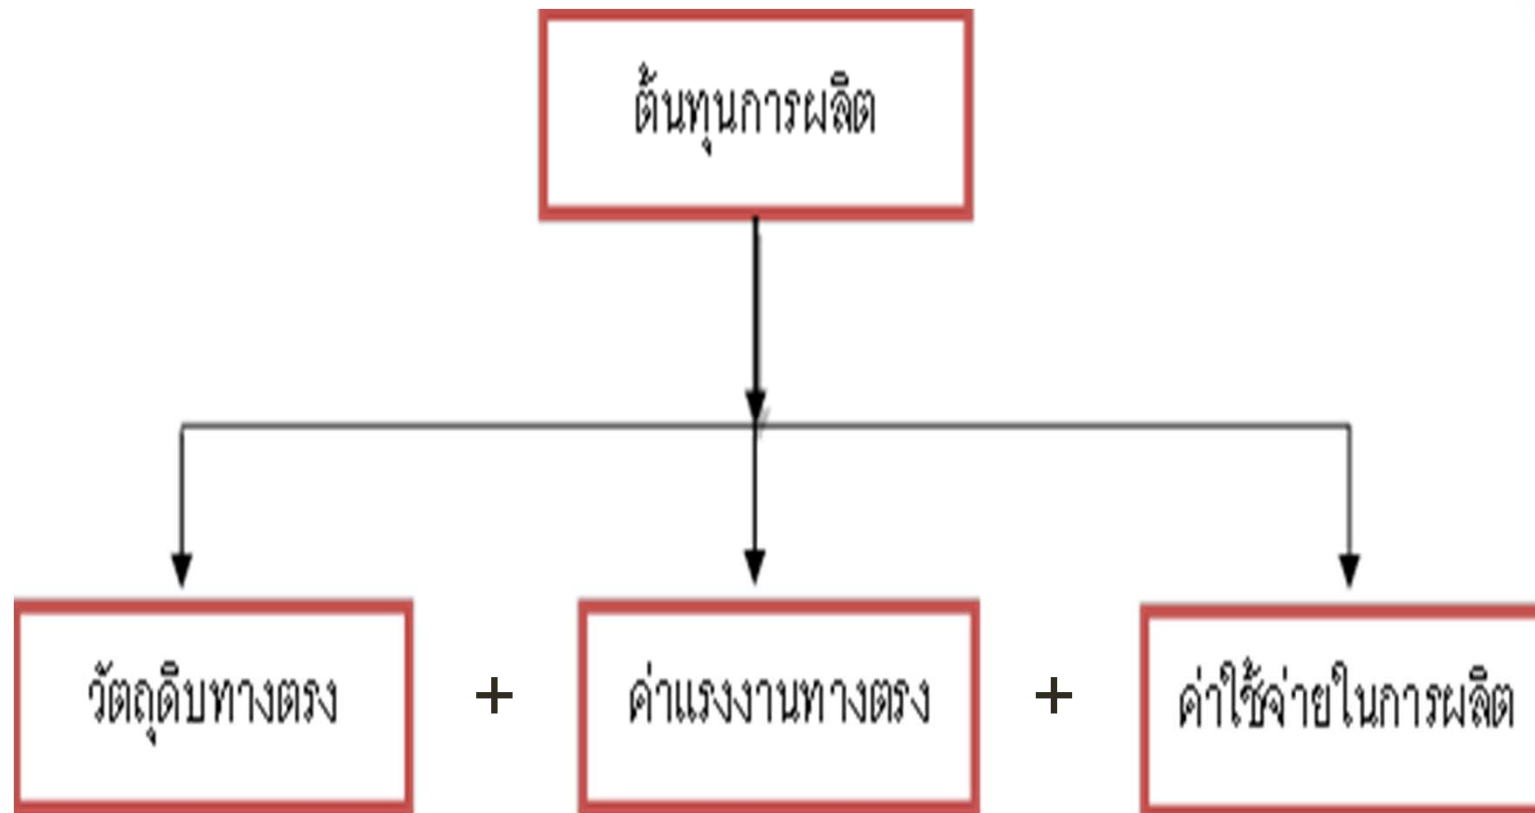 ต้นทุนการผลิต
วัตถุดิบทางตรง + ค่าแรงงานทางตรง + ค่าใช้จ่ายในการผลิต